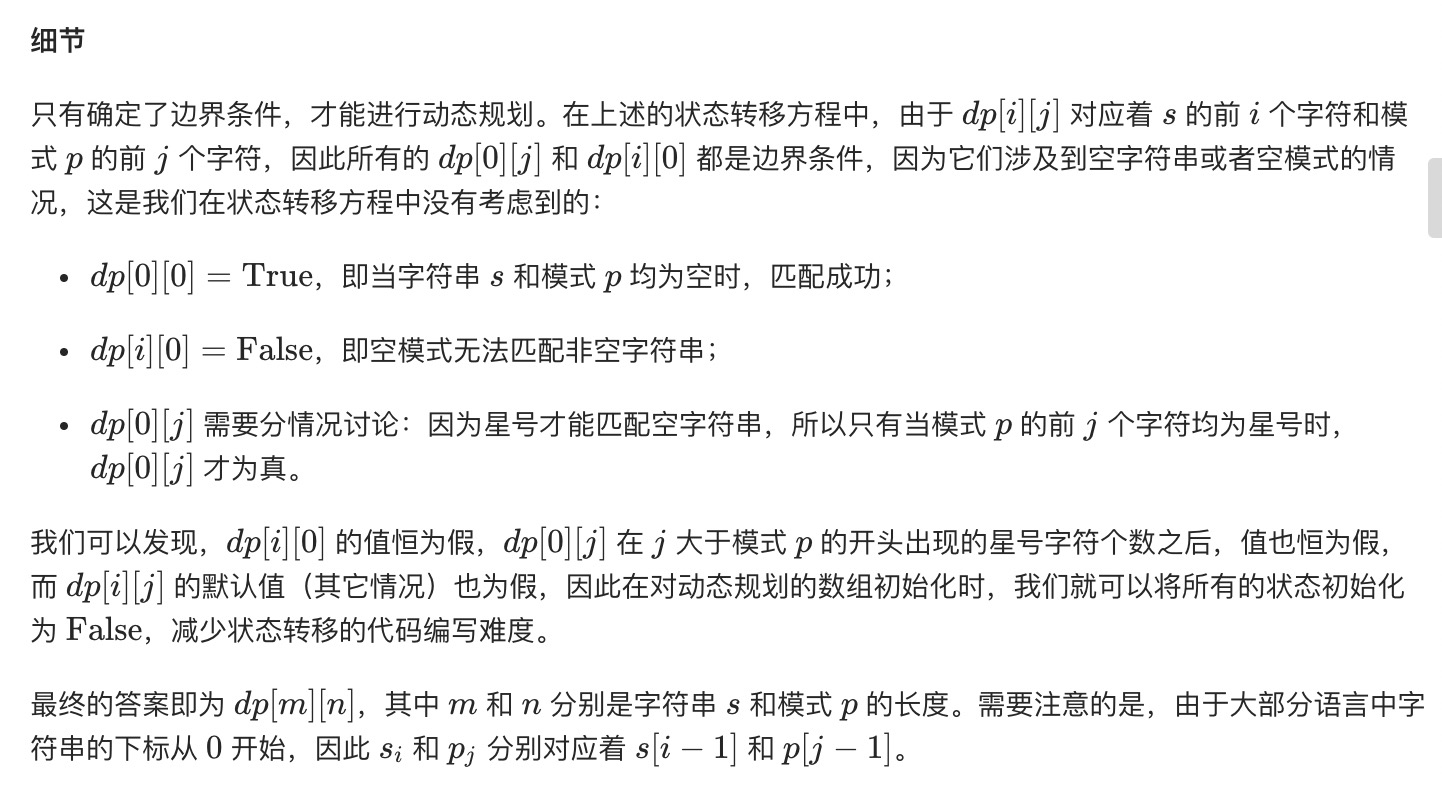 细节
只有确定了边界条件，才能进行动态规划。在上述的状态转移方程中，由于 dp[i][j] 对应着 s 的前 i 个字符和模
式 p 的前 j 个字符，因此所有的 dp[0][j] 和 dp[i][0] 都是边界条件，因为它们涉及到空字符串或者空模式的情
况，这是我们在状态转移方程中没有考虑到的：
• dp[0][0] = True，即当字符串 s 和模式 p 均为空时，匹配成功；
• dp[i][0] = False，即空模式无法匹配非空字符串；
• dp[0][j] 需要分情况讨论：因为星号才能匹配空字符串，所以只有当模式 p 的前 j 个字符均为星号时，
dp[0][j] 才为真。
我们可以发现，dp[i][0] 的值恒为假，dp[0][j] 在 j 大于模式 p 的开头出现的星号字符个数之后，值也恒为假，
而 dp[i][j] 的默认值（其它情况）也为假，因此在对动态规划的数组初始化时，我们就可以将所有的状态初始化
为 False，减少状态转移的代码编写难度。
最终的答案即为 dp[m][n]，其中 m 和 n 分别是字符串 s 和模式 p 的长度。需要注意的是，由于大部分语言中字
符串的下标从 0 开始，因此 sᵢ 和 pⱼ 分别对应着 s[i − 1] 和 p[j − 1]。